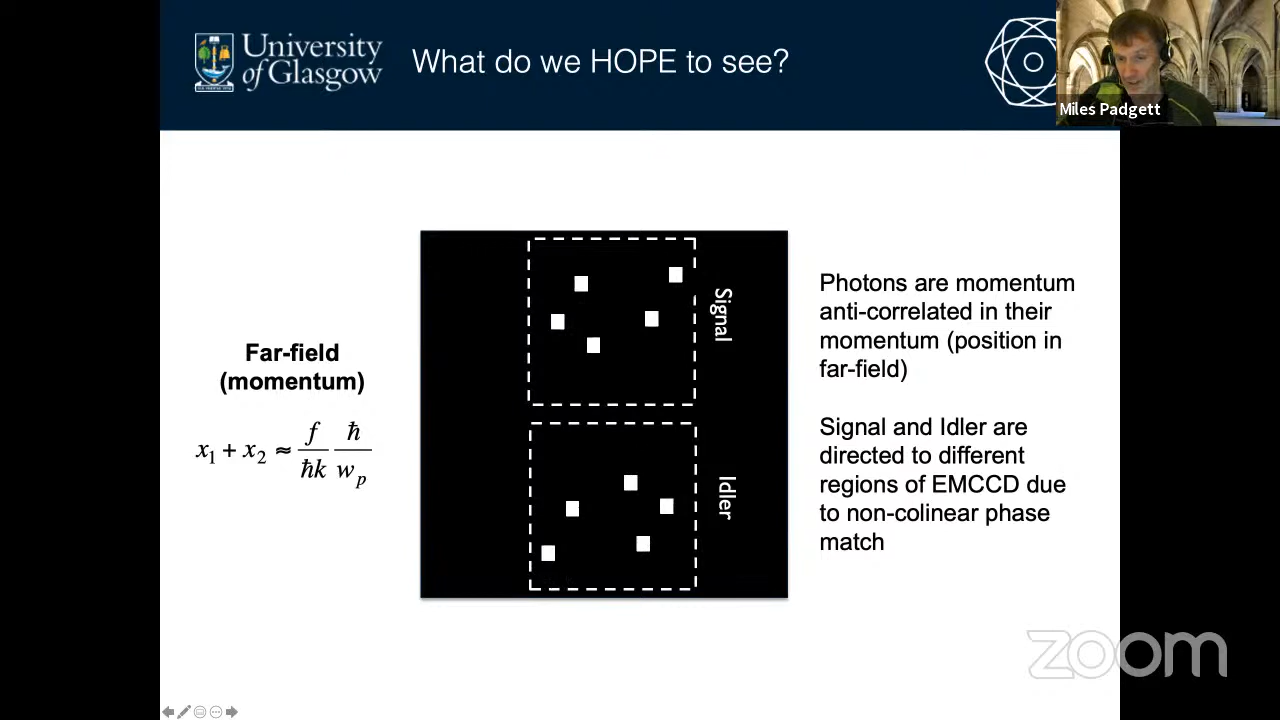 University
of Glasgow
What do we HOPE to see?
Miles Padgett
Far-field
(momentum)
x₁ + x₂ ≈ f/ħk ħ/wₚ
Signal
Idler
Photons are momentum
anti-correlated in their
momentum (position in
far-field)
Signal and Idler are
directed to different
regions of EMCCD due
to non-colinear phase
match
zoom